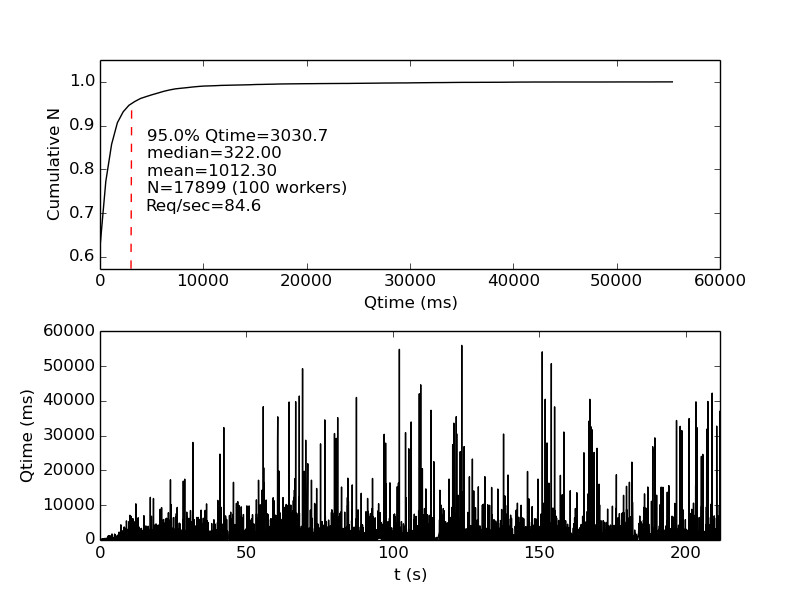 1.0
0.9
0.8
0.7
0.6
Cumulative N
95.0% Qtime=3030.7
median=322.00
mean=1012.30
N=17899 (100 workers)
Req/sec=84.6
0 10000 20000 30000 40000 50000 60000
Qtime (ms)
60000
50000
40000
30000
20000
10000
0
Qtime (ms)
0 50 100 150 200
t (s)